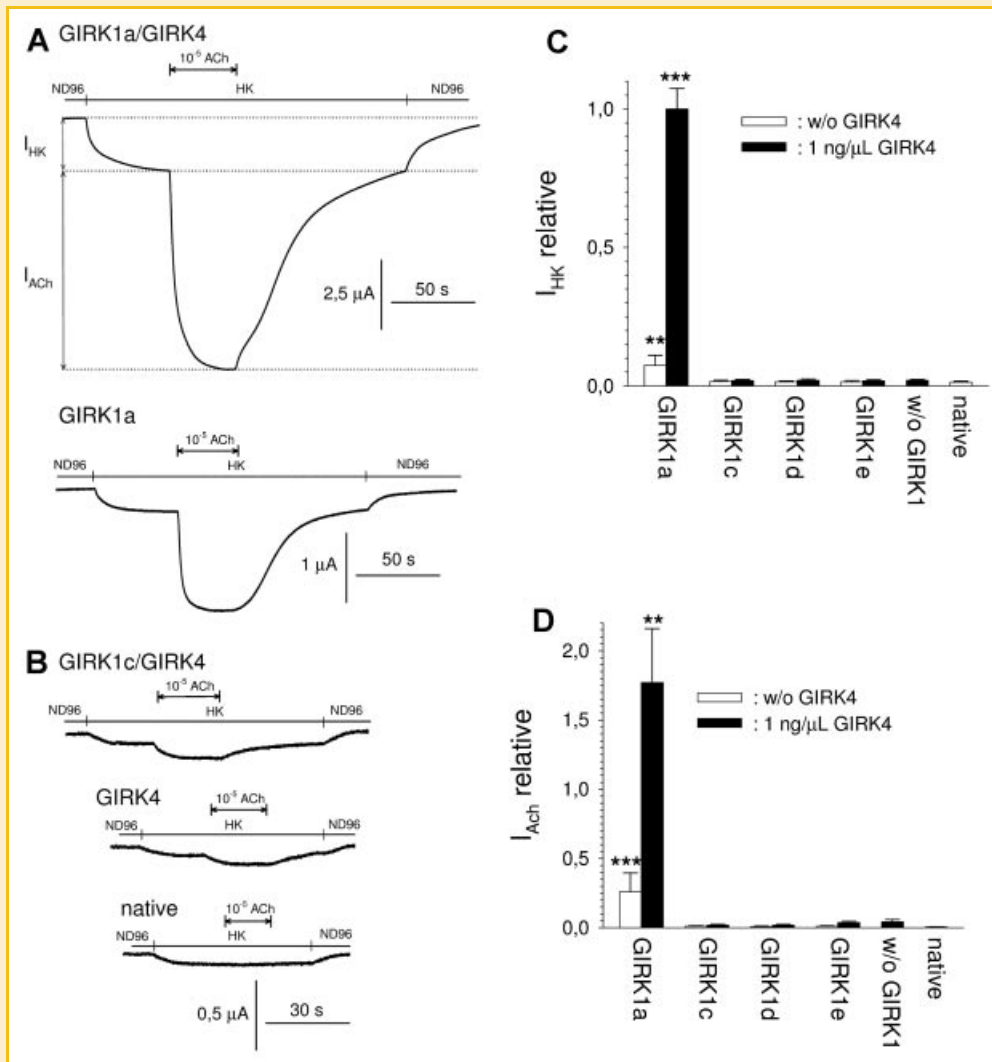 A GIRK1a/GIRK4
10⁻⁵ ACh
ND96 HK ND96
I_HK
I_ACh
2,5 µA 50 s
GIRK1a
10⁻⁵ ACh
ND96 HK ND96
1 µA 50 s
B GIRK1c/GIRK4
10⁻⁵ ACh
ND96 HK ND96
GIRK4
10⁻⁵ ACh
ND96 HK ND96
native
10⁻⁵ ACh
ND96 HK ND96
0,5 µA 30 s
C
I_HK relative
1,0
0,5
0,0
***
**
: w/o GIRK4
: 1 ng/µL GIRK4
GIRK1a
GIRK1c
GIRK1d
GIRK1e
w/o GIRK1
native
D
I_Ach relative
2,0
1,5
1,0
0,5
0,0
**
***
: w/o GIRK4
: 1 ng/µL GIRK4
GIRK1a
GIRK1c
GIRK1d
GIRK1e
w/o GIRK1
native